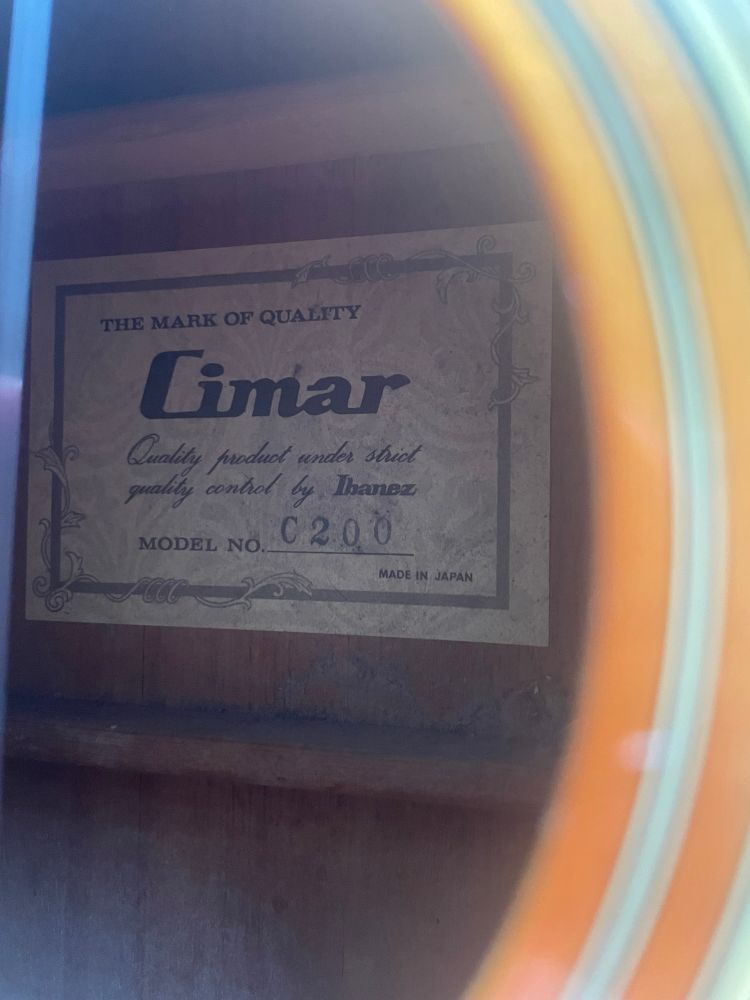 THE MARK OF QUALITY
Cimar
Quality product under strict
quality control by Ibanez
MODEL NO. C200
MADE IN JAPAN